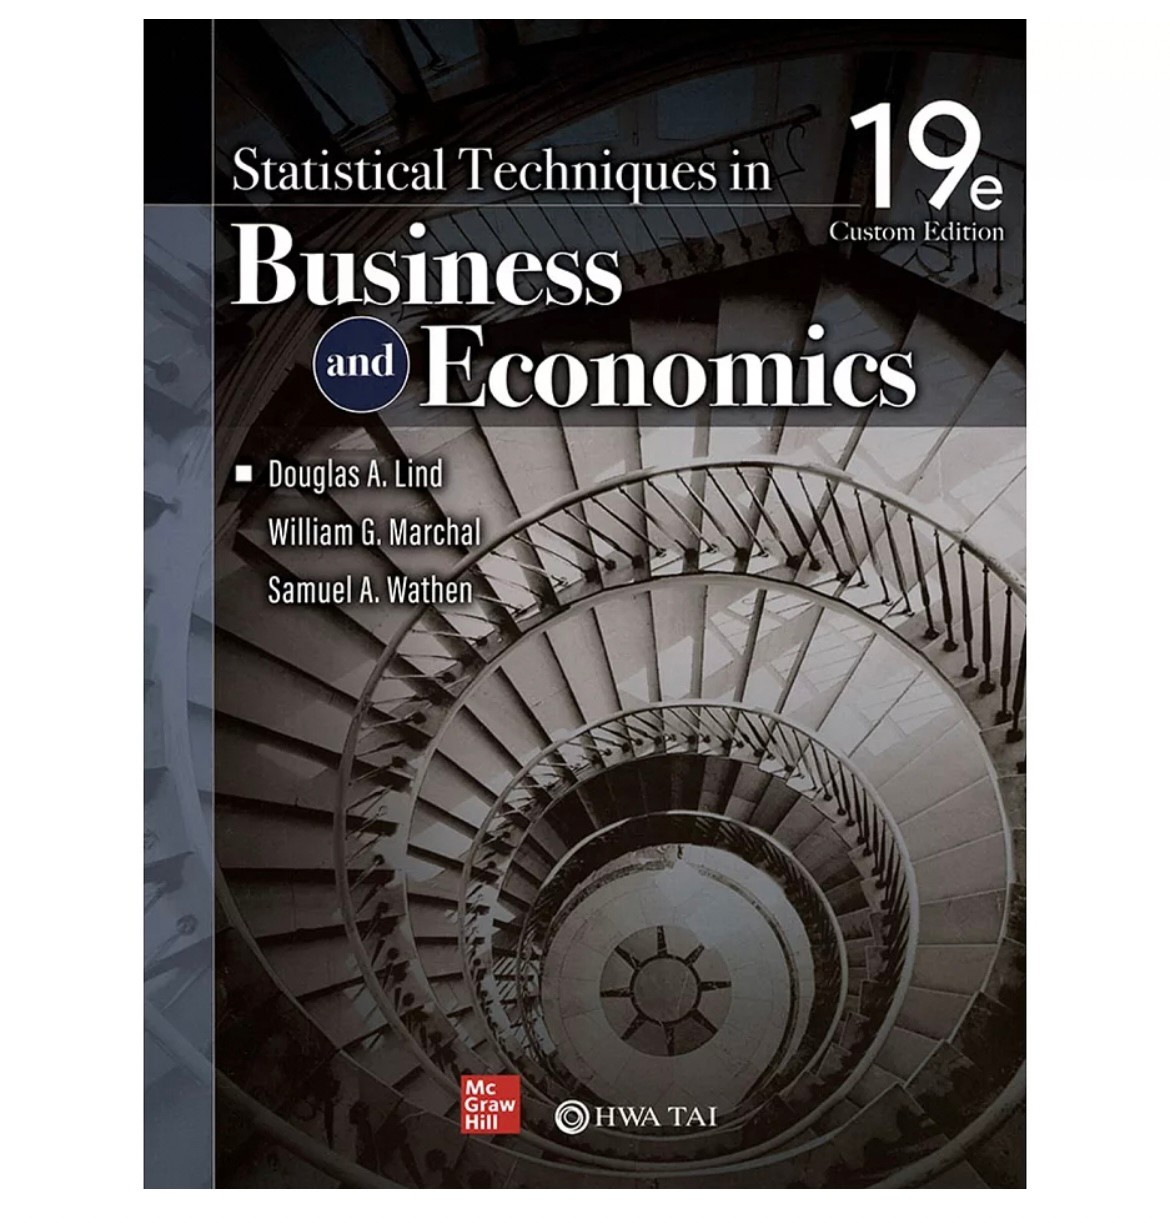 Statistical Techniques in
19e
Custom Edition
Business
and Economics
Douglas A. Lind
William G. Marchal
Samuel A. Wathen
Mc
Graw
Hill
HWA TAI